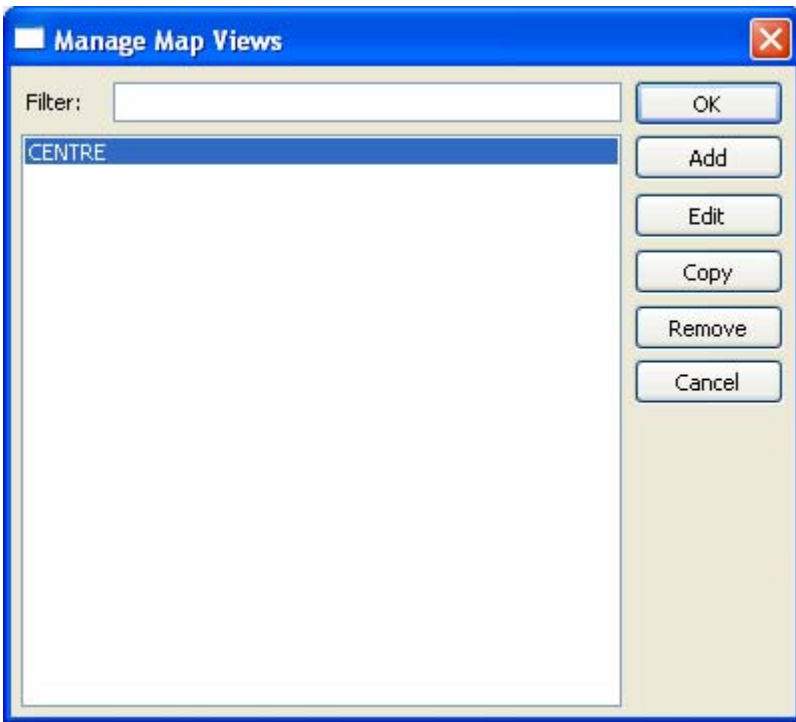 Manage Map Views
Filter:
OK
CENTRE
Add
Edit
Copy
Remove
Cancel